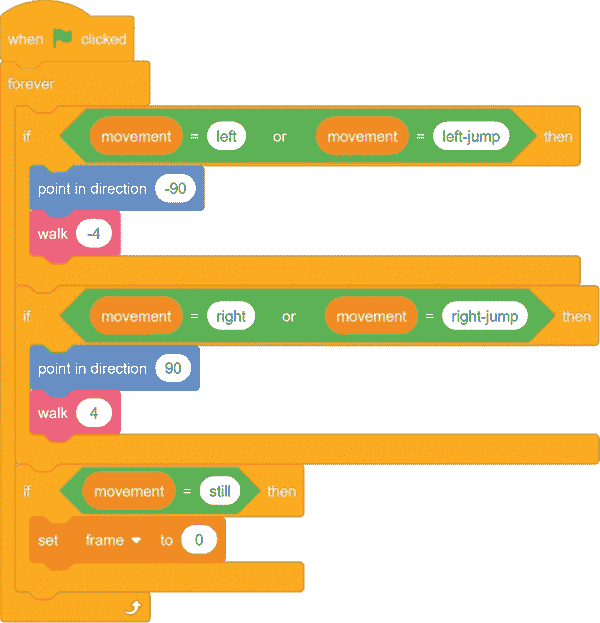 when clicked
forever
if movement = left or movement = left-jump then
point in direction -90
walk -4
if movement = right or movement = right-jump then
point in direction 90
walk 4
if movement = still then
set frame to 0